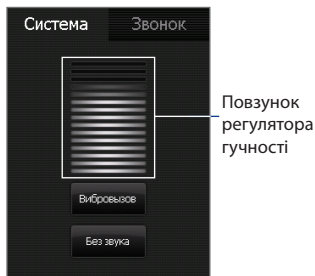 Система Звонок
Повзунок
регулятора
гучності
Вибровызов
Без звука